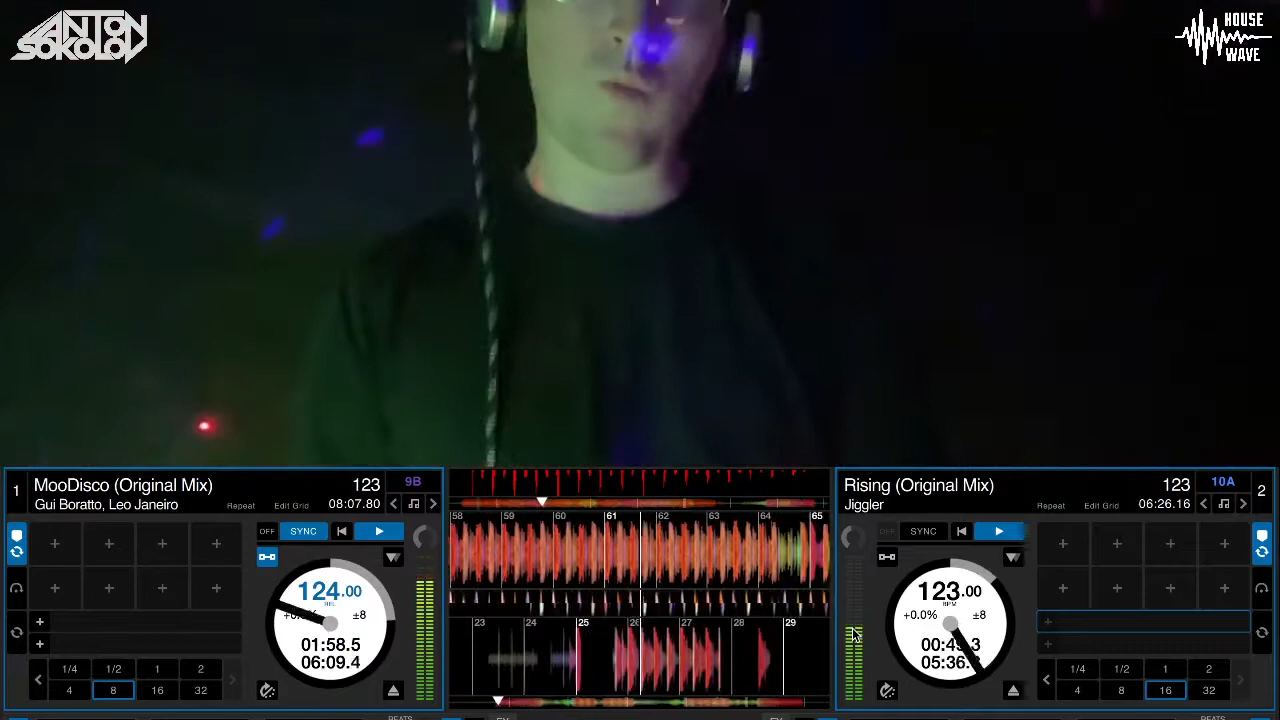 ANTON
SOKOLOV
HOUSE
WAVE
1
MooDisco (Original Mix)
123
9B
Gui Boratto, Leo Janeiro
Repeat
Edit Grid
08:07.80
OFF
SYNC
124.00
+0.0%
±8
01:58.5
06:09.4
1/4
1/2
1
2
4
8
16
32
58
59
60
61
62
63
64
65
23
24
25
26
27
28
29
Rising (Original Mix)
123
10A
2
Jiggler
Repeat
Edit Grid
06:26.16
OFF
SYNC
123.00
BPM
+0.0%
±8
1/4
1/2
1
2
4
16
32